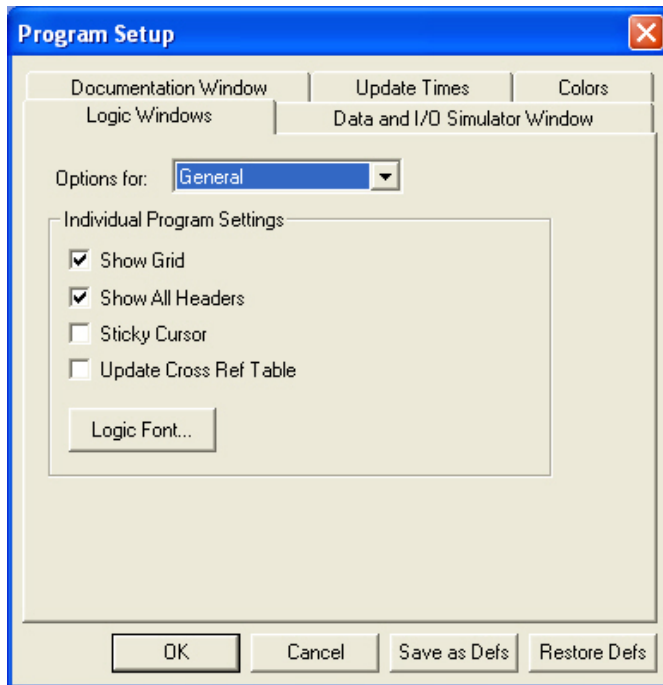 Program Setup
Documentation Window
Update Times
Colors
Logic Windows
Data and I/O Simulator Window
Options for:
General
Individual Program Settings
Show Grid
Show All Headers
Sticky Cursor
Update Cross Ref Table
Logic Font...
OK
Cancel
Save as Defs
Restore Defs